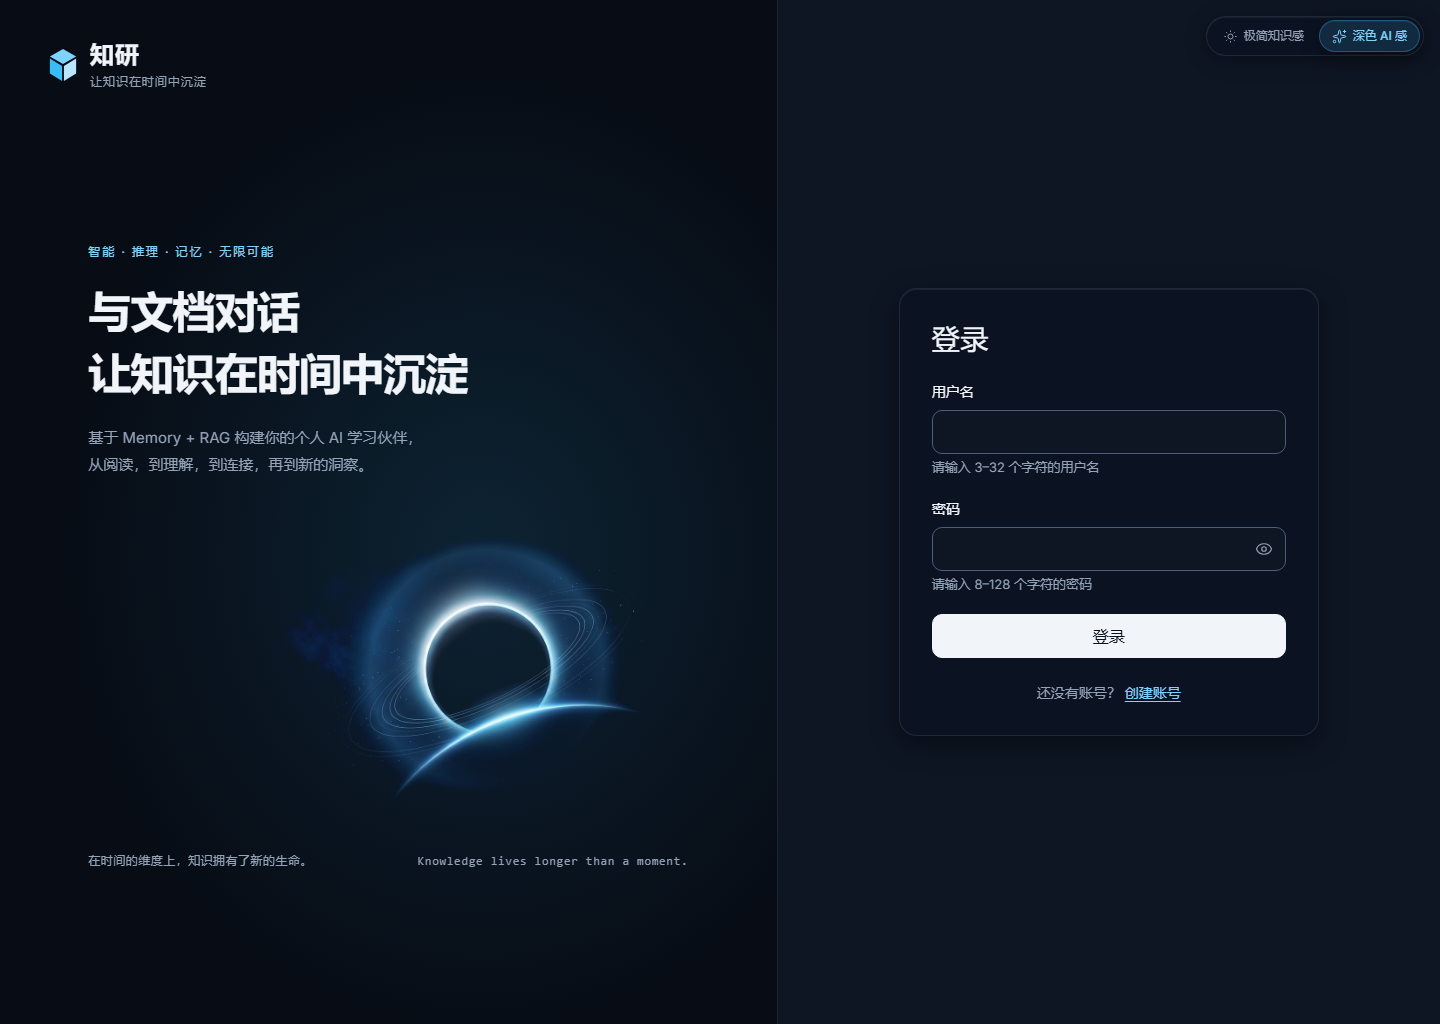 知研
让知识在时间中沉淀
极简知识感
深色 AI 感
智能 · 推理 · 记忆 · 无限可能
与文档对话
让知识在时间中沉淀
基于 Memory + RAG 构建你的个人 AI 学习伙伴，
从阅读，到理解，到连接，再到新的洞察。
登录
用户名
请输入 3–32 个字符的用户名
密码
请输入 8–128 个字符的密码
登录
还没有账号？ 创建账号
在时间的维度上，知识拥有了新的生命。
Knowledge lives longer than a moment.